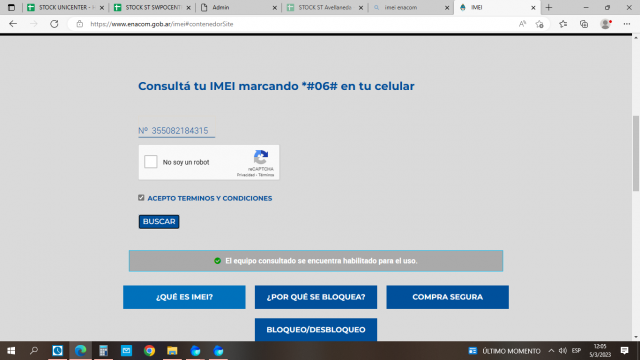 STOCK UNICENTER - H
STOCK ST SWPOCENTI
Admin
STOCK ST Avellanedo
imei enacom
IMEI
https://www.enacom.gob.ar/imei#contenedorSite
Consultá tu IMEI marcando *#06# en tu celular
Nº 355082184315
No soy un robot
reCAPTCHA
Privacidad - Términos
ACEPTO TERMINOS Y CONDICIONES
BUSCAR
El equipo consultado se encuentra habilitado para el uso.
¿QUÉ ES IMEI?
¿POR QUÉ SE BLOQUEA?
COMPRA SEGURA
BLOQUEO/DESBLOQUEO
ÚLTIMO MOMENTO
ESP
12:05
5/3/2023